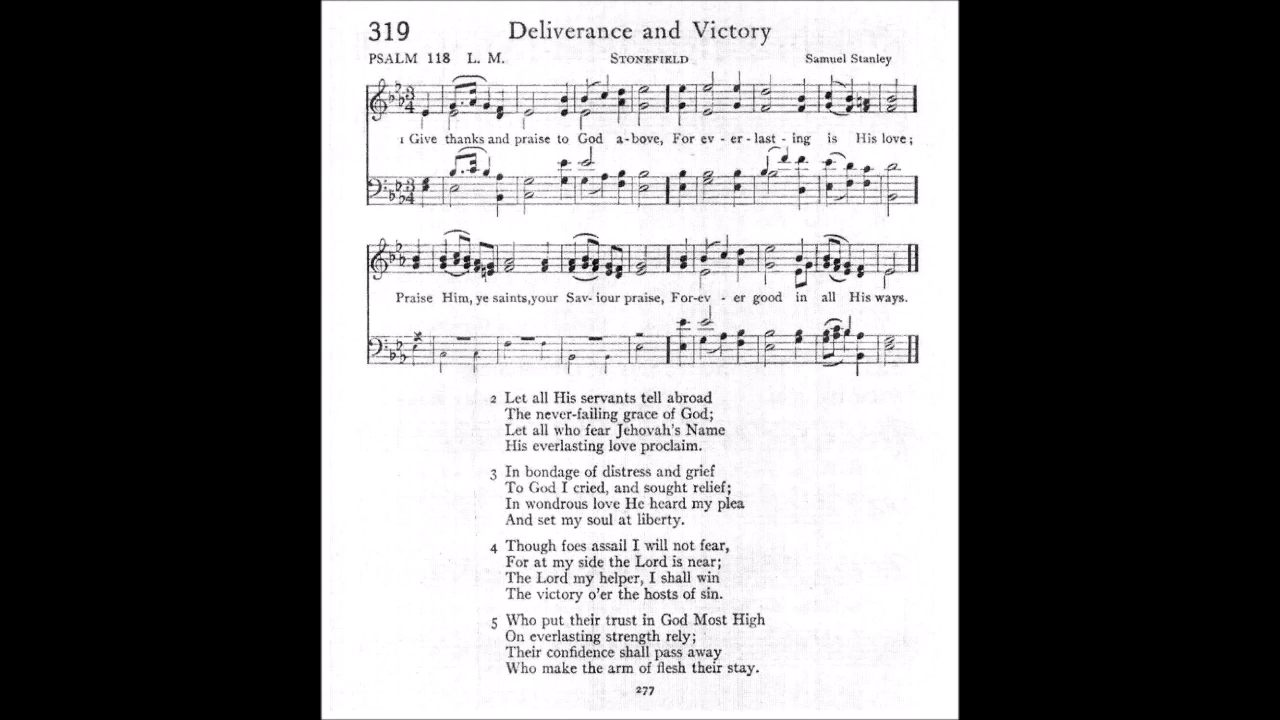 319 Deliverance and Victory
PSALM 118 L. M. STONEFIELD Samuel Stanley
3 4
1 Give thanks and praise to God a-bove, For ev - er - last - ing is His love;
3 4
Praise Him, ye saints, your Sav- iour praise, For-ev - er good in all His ways.
2 Let all His servants tell abroad
The never-failing grace of God;
Let all who fear Jehovah's Name
His everlasting love proclaim.
3 In bondage of distress and grief
To God I cried, and sought relief;
In wondrous love He heard my plea
And set my soul at liberty.
4 Though foes assail I will not fear,
For at my side the Lord is near;
The Lord my helper, I shall win
The victory o'er the hosts of sin.
5 Who put their trust in God Most High
On everlasting strength rely;
Their confidence shall pass away
Who make the arm of flesh their stay.
277